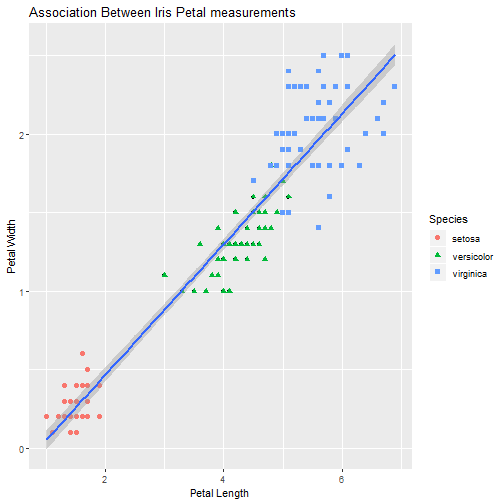 Association Between Iris Petal measurements
2
1
0
Petal Width
2
4
6
Petal Length
Species
setosa
versicolor
virginica